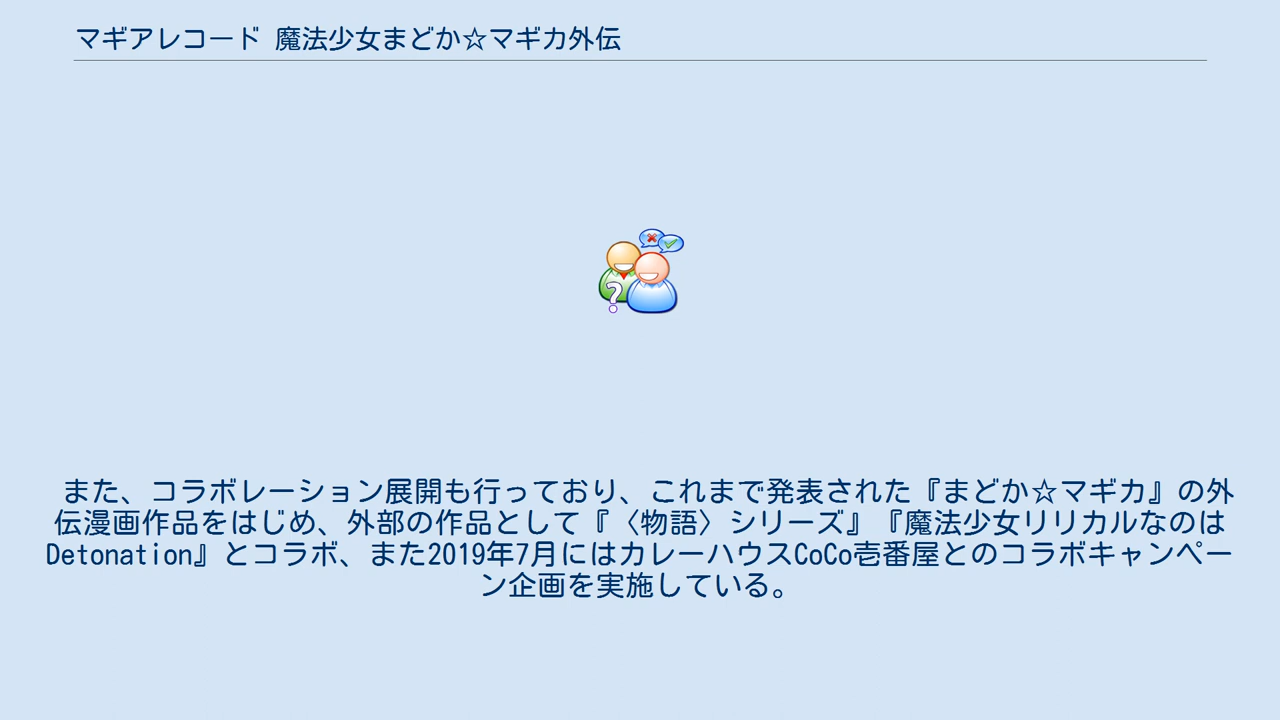 マギアレコード 魔法少女まどか☆マギカ外伝
また、コラボレーション展開も行っており、これまで発表された『まどか☆マギカ』の外
伝漫画作品をはじめ、外部の作品として『〈物語〉シリーズ』『魔法少女リリカルなのは
Detonation』とコラボ、また2019年7月にはカレーハウスCoCo壱番屋とのコラボキャンペー
ン企画を実施している。